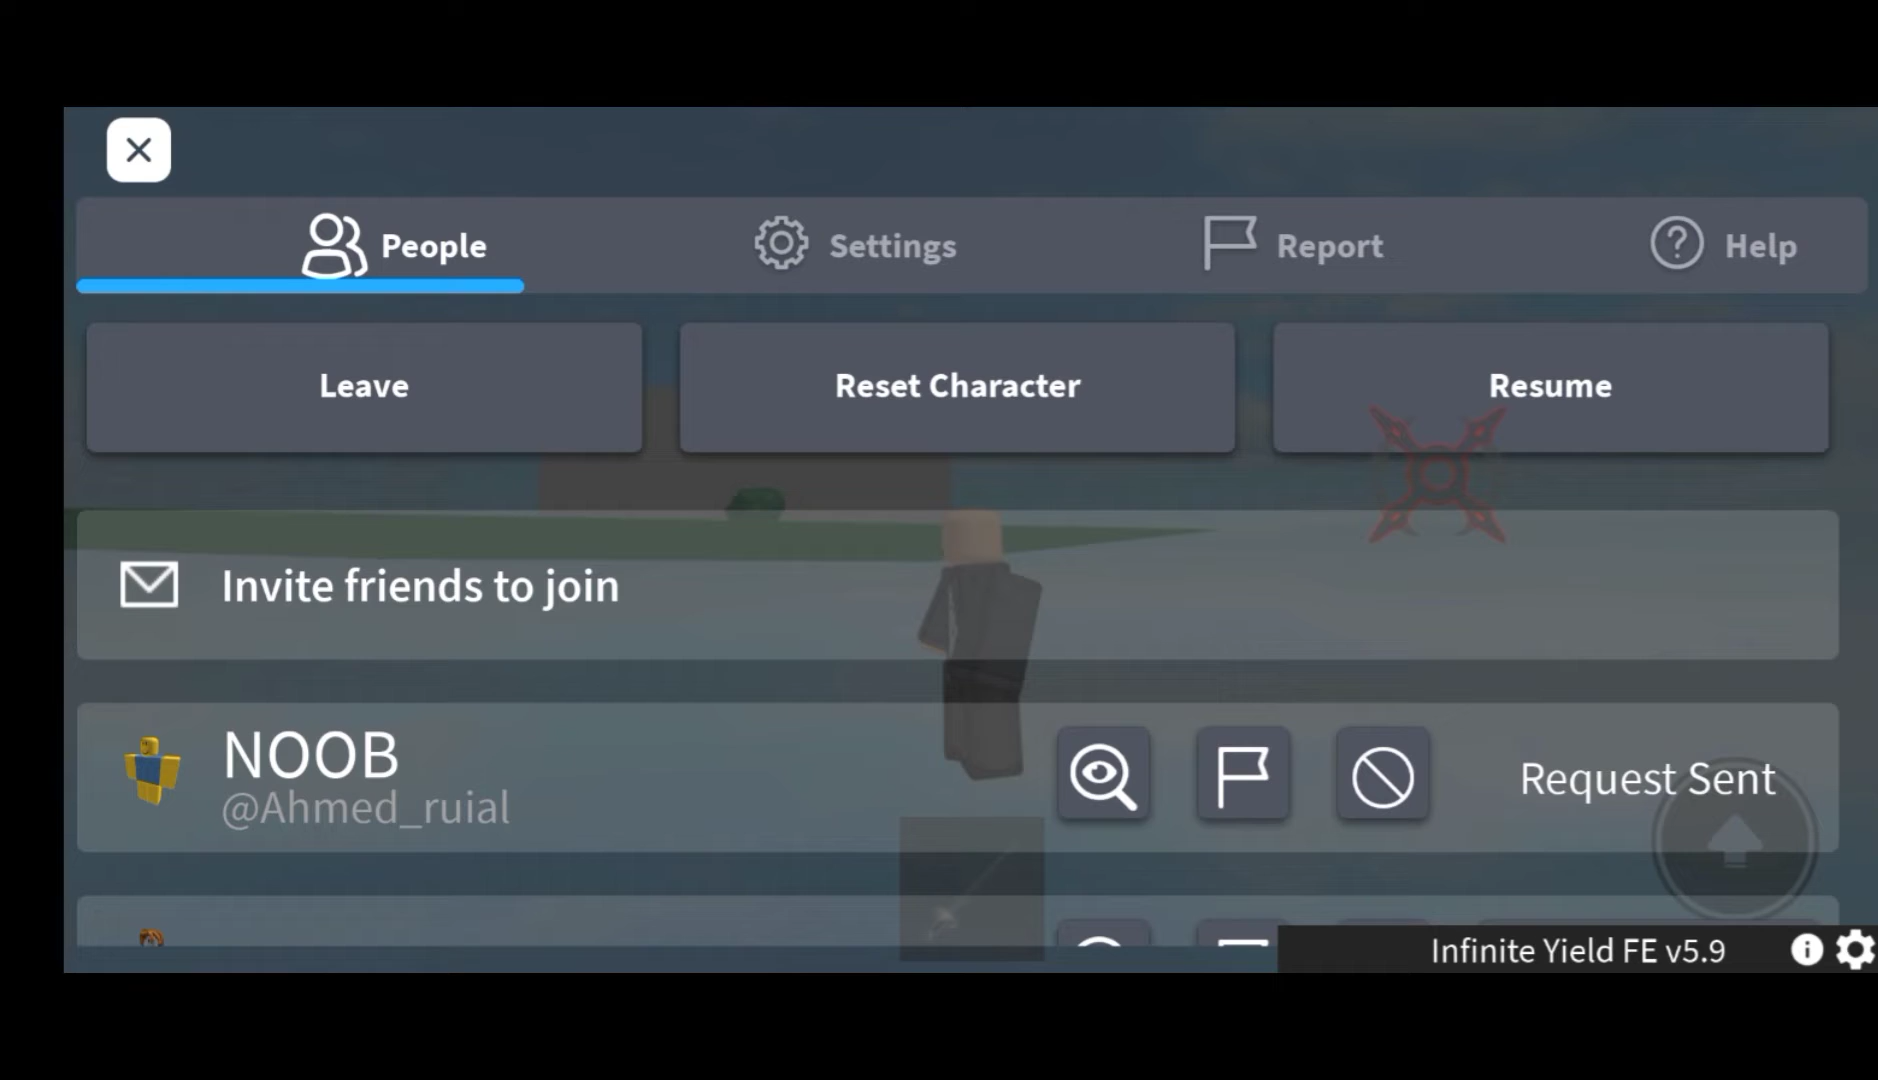 People
Settings
Report
Help
Leave
Reset Character
Resume
Invite friends to join
NOOB
@Ahmed_ruial
Request Sent
Infinite Yield FE v5.9